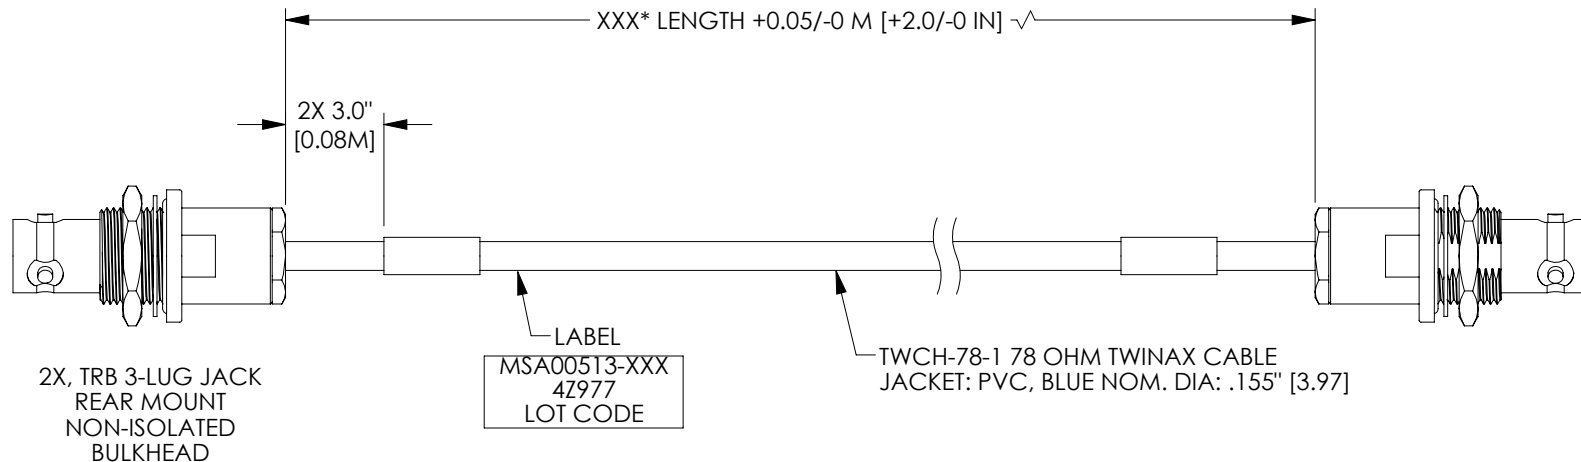 XXX* LENGTH +0.05/-0 M [+2.0/-0 IN]
2X 3.0"
[0.08M]
LABEL
MSA00513-XXX
4Z977
LOT CODE
TWCH-78-1 78 OHM TWINAX CABLE
JACKET: PVC, BLUE NOM. DIA: .155" [3.97]
2X, TRB 3-LUG JACK
REAR MOUNT
NON-ISOLATED
BULKHEAD